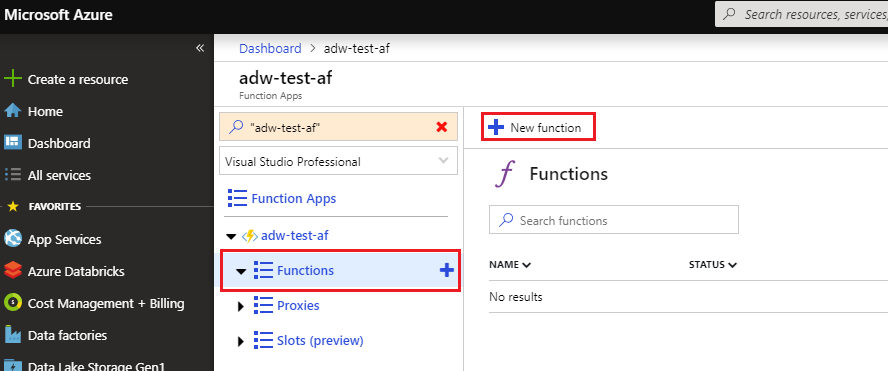 Microsoft Azure
Search resources, services,
«
Create a resource
Home
Dashboard
All services
FAVORITES
App Services
Azure Databricks
Cost Management + Billing
Data factories
Data Lake Storage Gen1
Dashboard > adw-test-af
adw-test-af
Function Apps
"adw-test-af"
Visual Studio Professional
Function Apps
adw-test-af
Functions
Proxies
Slots (preview)
New function
Functions
Search functions
NAME STATUS
No results